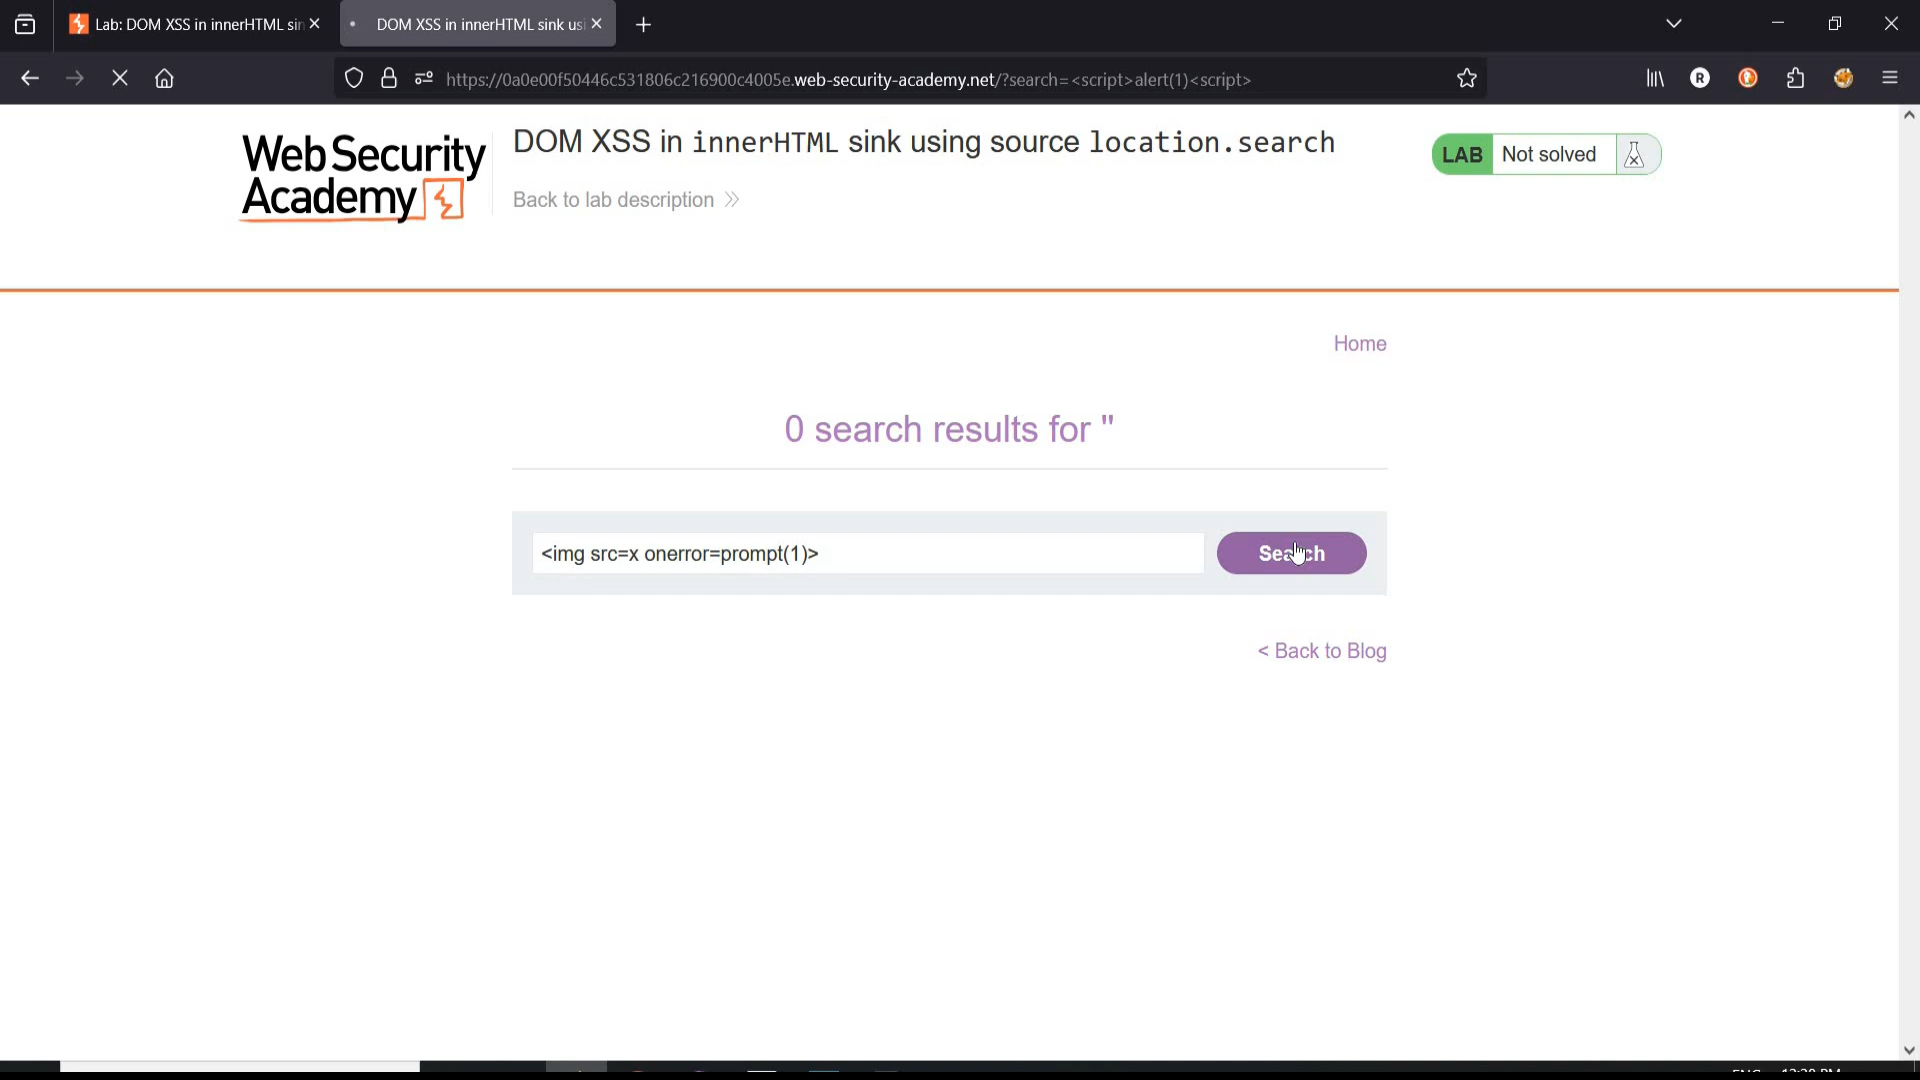 Lab: DOM XSS in innerHTML sin
DOM XSS in innerHTML sink usi
https://0a0e00f50446c531806c216900c4005e.web-security-academy.net/?search=<script>alert(1)<script>
R
Web Security
Academy
DOM XSS in innerHTML sink using source location.search
Back to lab description
LAB Not solved
Home
0 search results for "
<img src=x onerror=prompt(1)>
Search
< Back to Blog